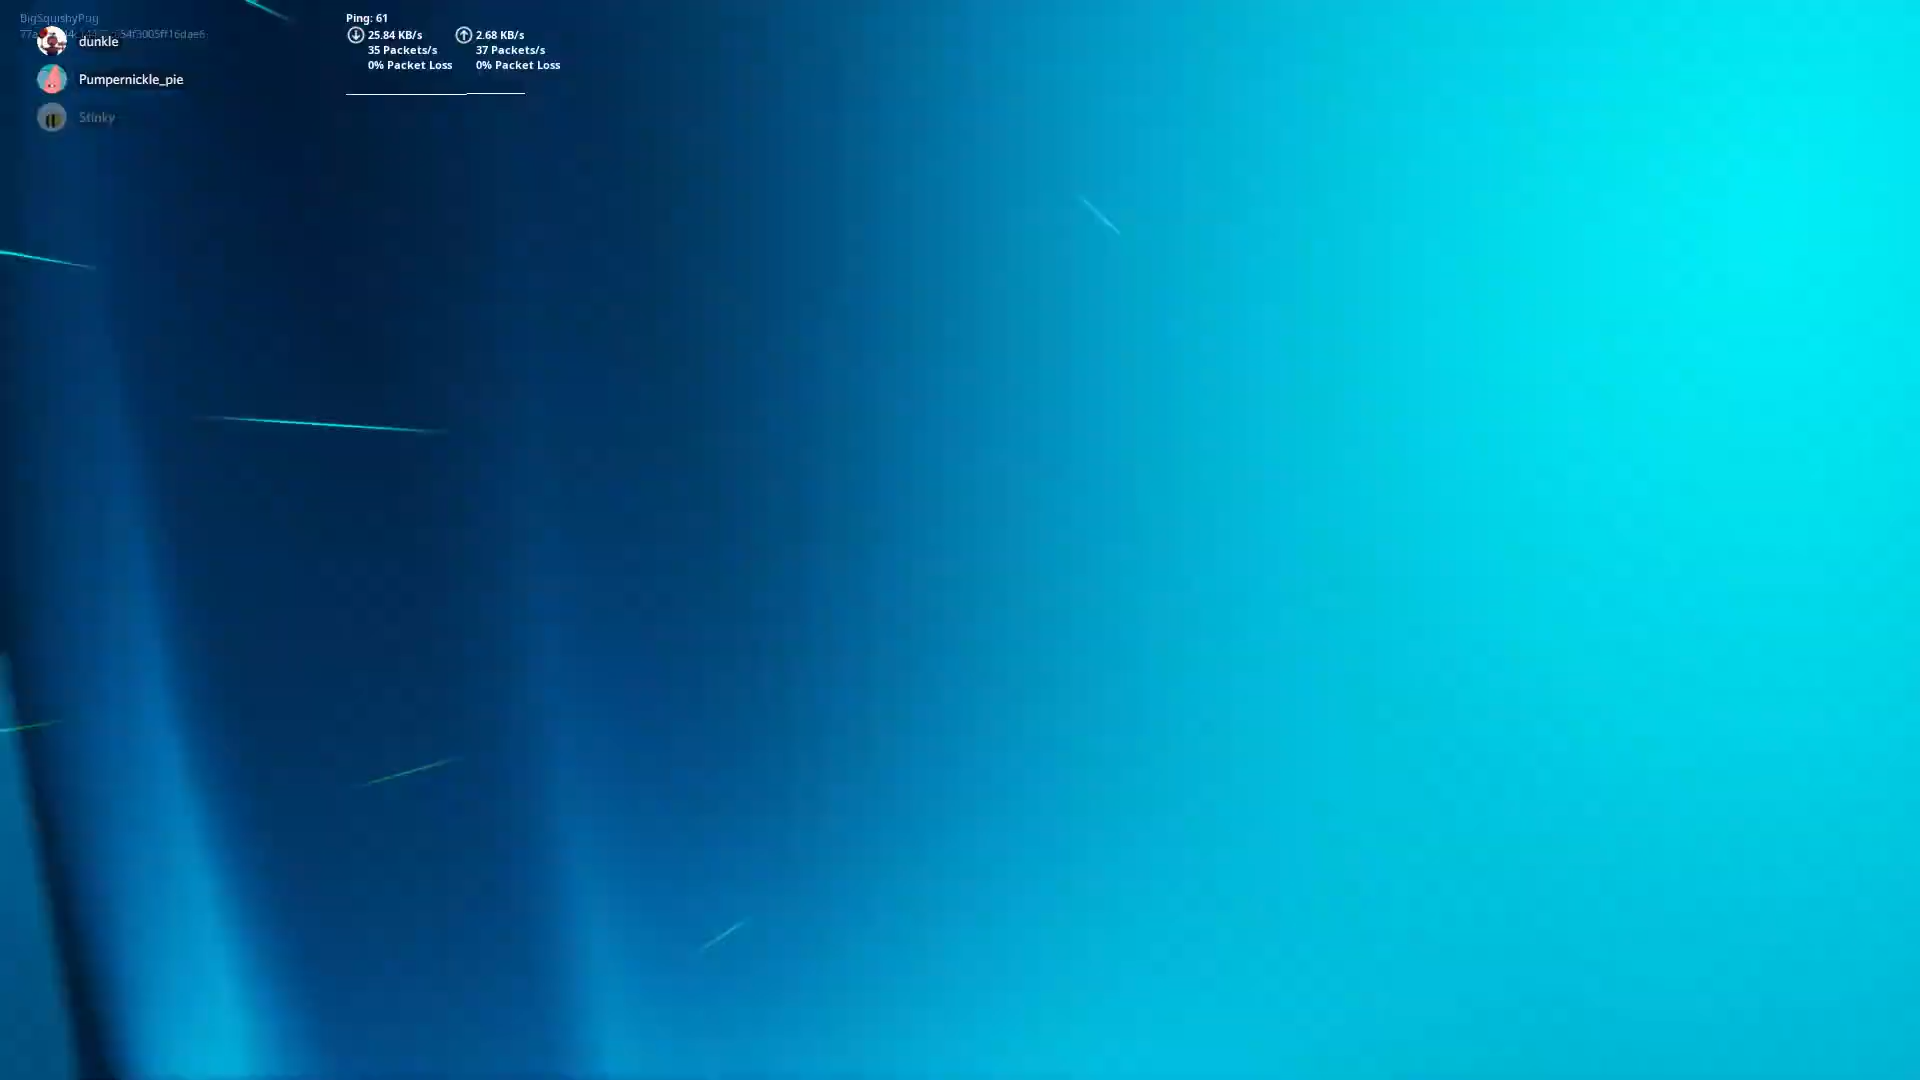 BigSquishyPug
dunkle
Pumpernickle_pie
Stinky
Ping: 61
25.84 KB/s
2.68 KB/s
35 Packets/s
37 Packets/s
0% Packet Loss
0% Packet Loss